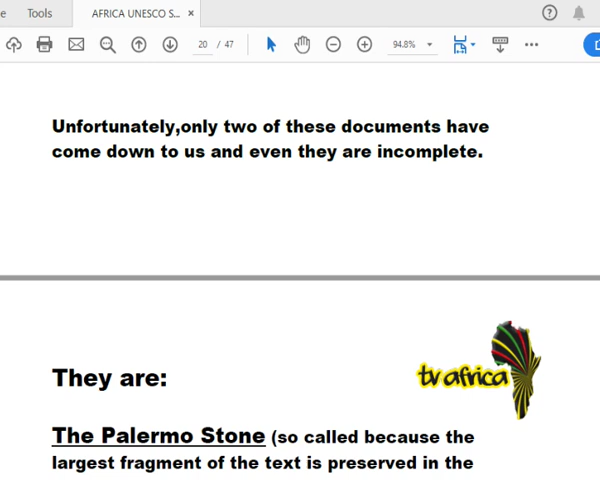 e Tools AFRICA UNESCO S... ×
20 / 47 94.8%
Unfortunately,only two of these documents have
come down to us and even they are incomplete.
They are:
tv africa
The Palermo Stone (so called because the
largest fragment of the text is preserved in the